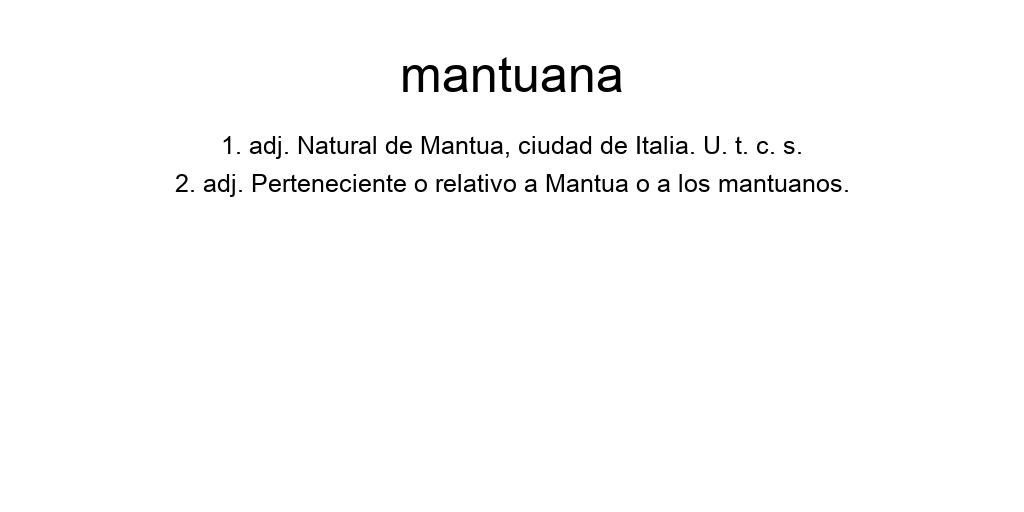 mantuana
1. adj. Natural de Mantua, ciudad de Italia. U. t. c. s.
2. adj. Perteneciente o relativo a Mantua o a los mantuanos.